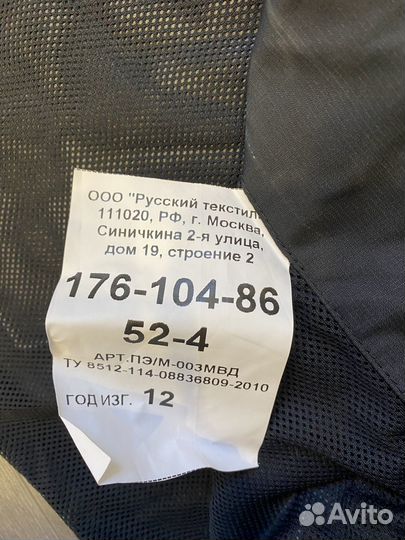 ООО "Русский текстил
111020, РФ, г. Москва,
Синичкина 2-я улица,
дом 19, строение 2
176-104-86
52-4
АРТ.ПЭ/М-003МВД
ТУ 8512-114-08836809-2010
ГОД ИЗГ. 12
Avito